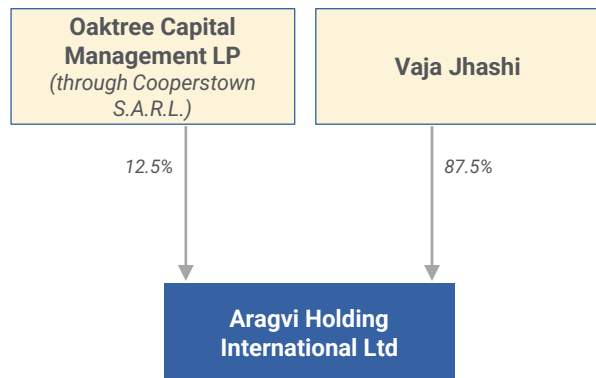 Oaktree Capital
Management LP
(through Cooperstown
S.A.R.L.)
Vaja Jhashi
12.5%
87.5%
Aragvi Holding
International Ltd